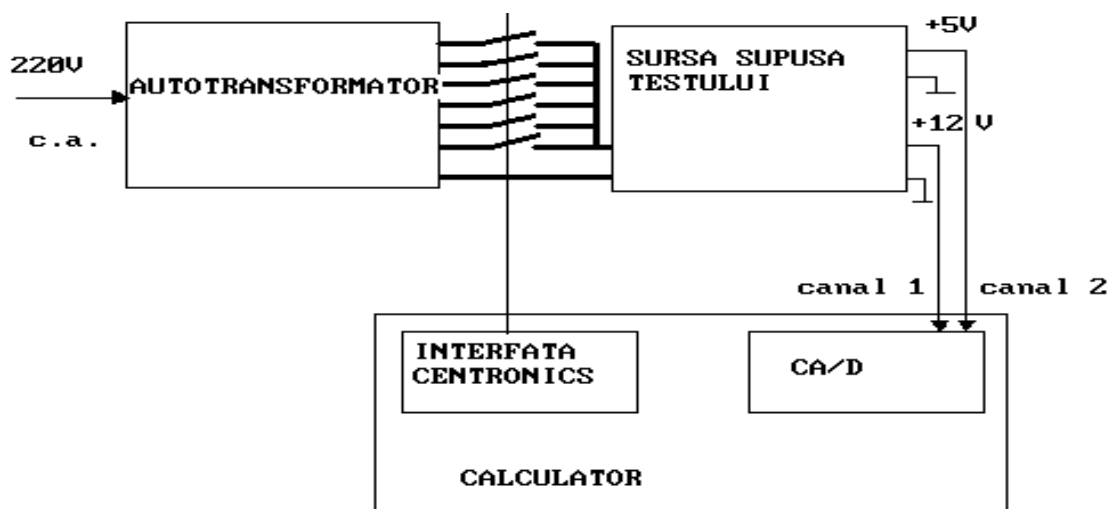 220V
c.a.
AUTOTRANSFORMATOR
SURSA SUPUSA
TESTULUI
+5V
+12 V
canal 1
canal 2
INTERFATA
CENTRONICS
CA/D
CALCULATOR